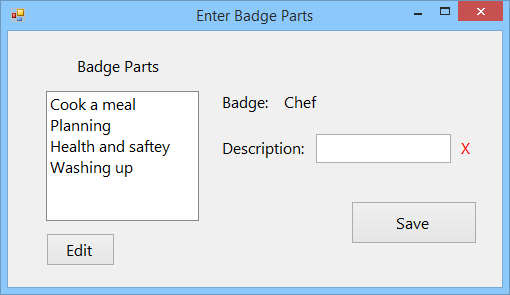 Enter Badge Parts
Badge Parts
Cook a meal
Planning
Health and saftey
Washing up
Edit
Badge: Chef
Description: X
Save